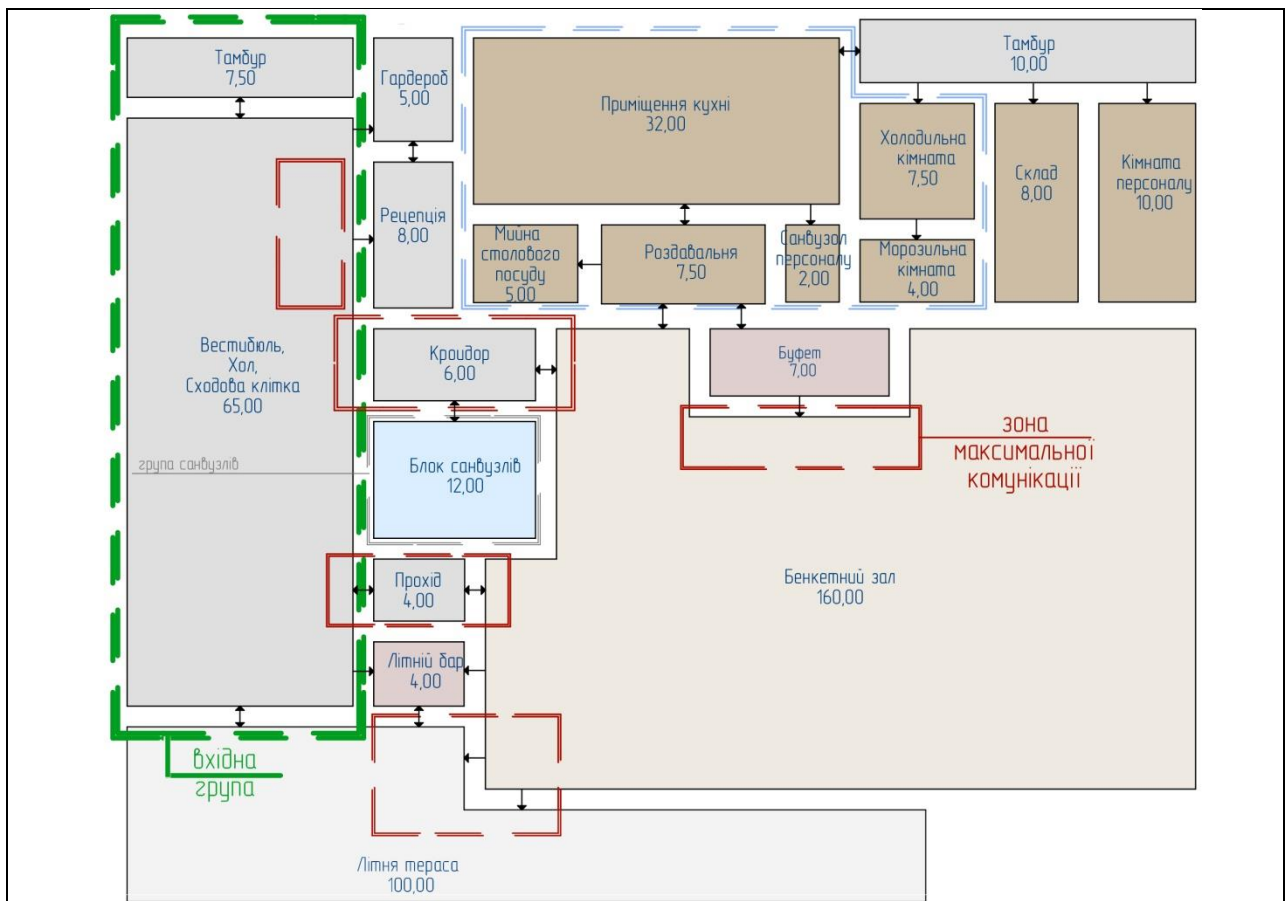 Тамбур
7,50
Гардероб
5,00
Приміщення кухні
32,00
Тамбур
10,00
Холодильна
кімната
7,50
Склад
8,00
Кімната
персоналу
10,00
Рецепція
8,00
Мийна
столового
посуду
5.00
Роздавальня
7,50
Санвузол
персоналу
2,00
Морозильна
кімната
4,00
Вестибюль,
Хол,
Сходова клітка
65,00
Кроидор
6,00
Буфет
7,00
зона
максимальної
комунікації
група санвузлів
Блок санвузлів
12,00
Прохід
4,00
Бенкетний зал
160,00
Літній бар
4,00
вхідна
група
Літня тераса
100,00